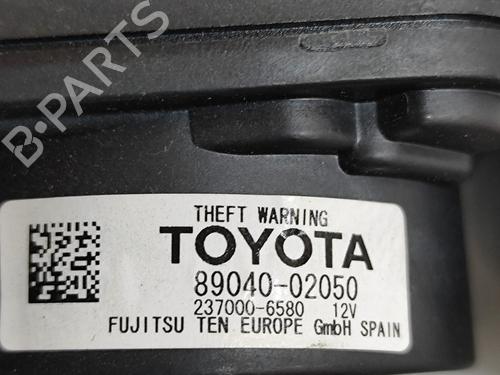 B-PARTS
THEFT WARNING
TOYOTA
89040-02050
237000-6580 12V
FUJITSU TEN EUROPE GmbH SPAIN